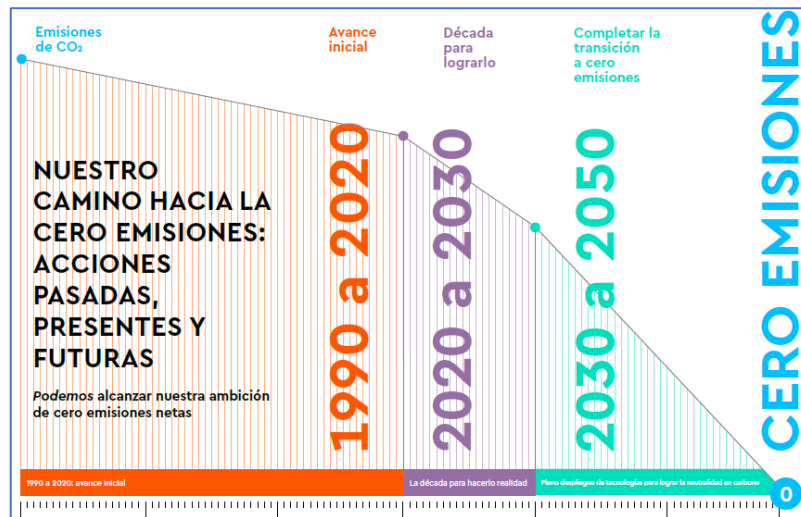 Emisiones
de CO₂
Avance
inicial
Década
para
lograrlo
Completar la
transición
a cero
emisiones
NUESTRO
CAMINO HACIA LA
CERO EMISIONES:
ACCIONES
PASADAS,
PRESENTES Y
FUTURAS
Podemos alcanzar nuestra ambición
de cero emisiones netas
1990 a 2020
2020 a 2030
2030 a 2050
CERO EMISIONES
1990 a 2020: avance inicial
La década para hacerlo realidad
Pleno despliegue de tecnologías para lograr la neutralidad en carbono
0